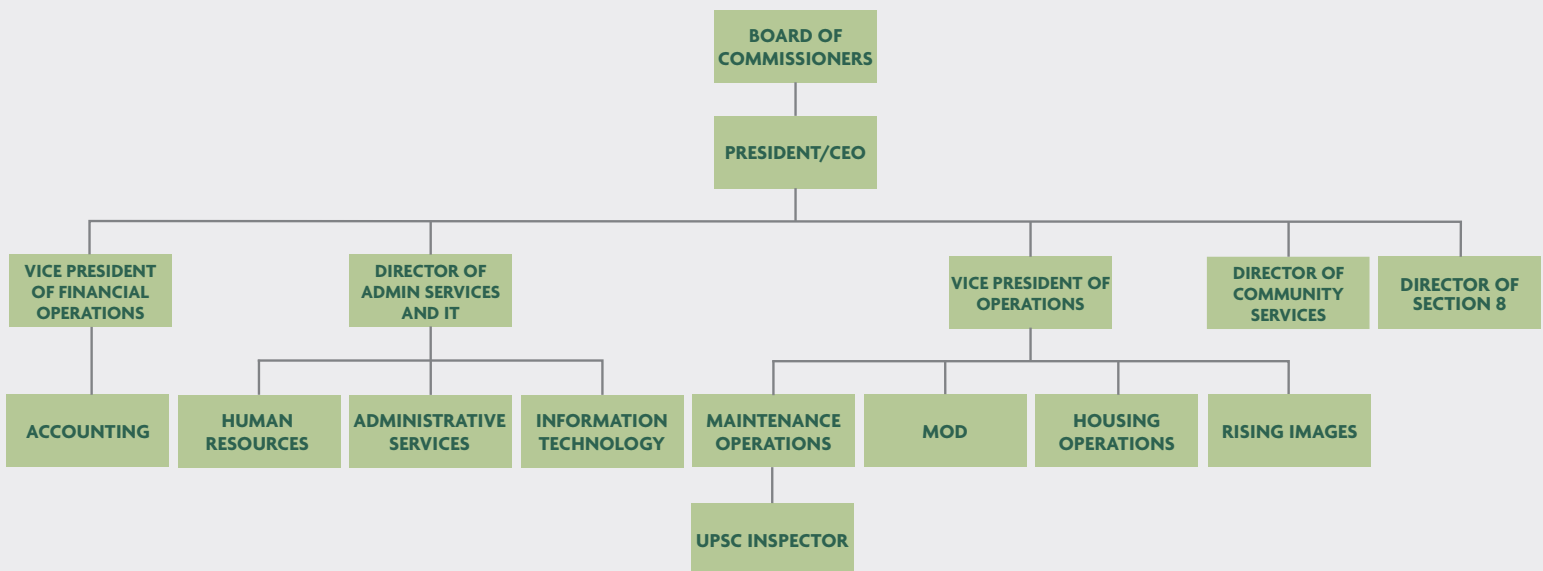 BOARD OF
COMMISSIONERS
PRESIDENT/CEO
VICE PRESIDENT
OF FINANCIAL
OPERATIONS
DIRECTOR OF
ADMIN SERVICES
AND IT
VICE PRESIDENT OF
OPERATIONS
DIRECTOR OF
COMMUNITY
SERVICES
DIRECTOR OF
SECTION 8
ACCOUNTING
HUMAN
RESOURCES
ADMINISTRATIVE
SERVICES
INFORMATION
TECHNOLOGY
MAINTENANCE
OPERATIONS
MOD
HOUSING
OPERATIONS
RISING IMAGES
UPSC INSPECTOR